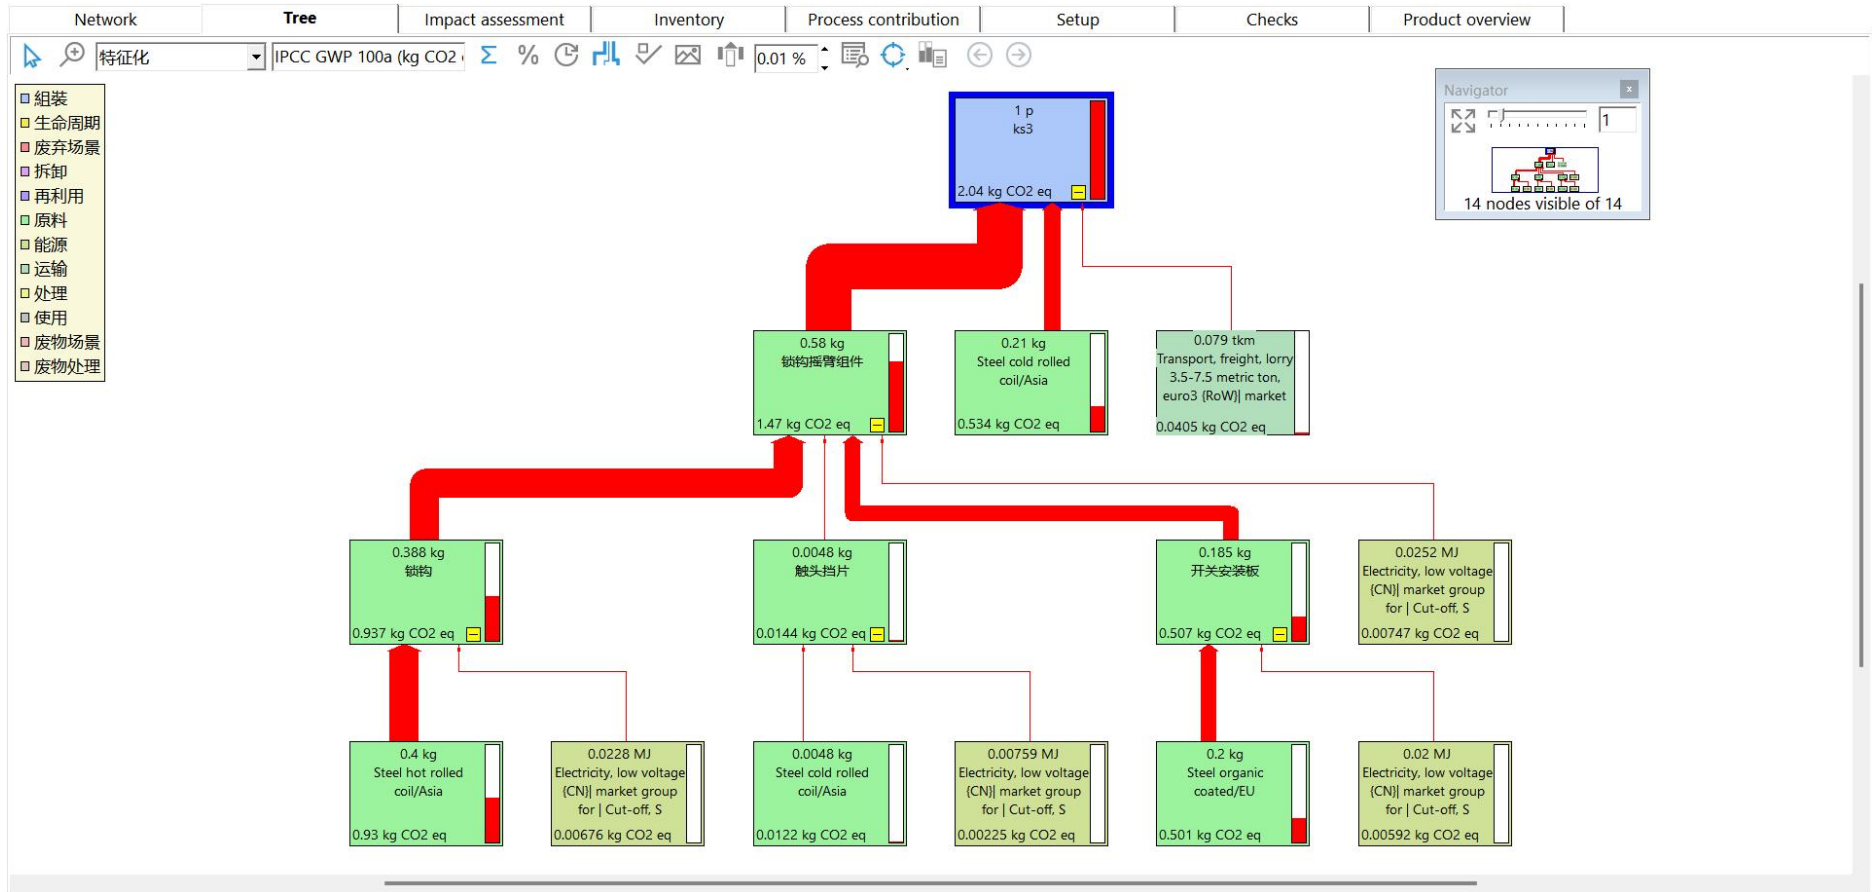 Network
Tree
Impact assessment
Inventory
Process contribution
Setup
Checks
Product overview
特征化
IPCC GWP 100a (kg CO2
Σ
%
0.01 %
組装
生命周期
废弃场景
拆卸
再利用
原料
能源
运输
处理
使用
废物场景
废物处理
Navigator
x
1
14 nodes visible of 14
1 p
ks3
2.04 kg CO2 eq
0.58 kg
锁钩摇臂组件
1.47 kg CO2 eq
0.21 kg
Steel cold rolled
coil/Asia
0.534 kg CO2 eq
0.079 tkm
Transport, freight, lorry
3.5-7.5 metric ton,
euro3 {RoW}| market
0.0405 kg CO2 eq
0.388 kg
锁钩
0.937 kg CO2 eq
0.0048 kg
触头挡片
0.0144 kg CO2 eq
0.185 kg
开关安装板
0.507 kg CO2 eq
0.0252 MJ
Electricity, low voltage
{CN}| market group
for | Cut-off, S
0.00747 kg CO2 eq
0.4 kg
Steel hot rolled
coil/Asia
0.93 kg CO2 eq
0.0228 MJ
Electricity, low voltage
{CN}| market group
for | Cut-off, S
0.00676 kg CO2 eq
0.0048 kg
Steel cold rolled
coil/Asia
0.0122 kg CO2 eq
0.00759 MJ
Electricity, low voltage
{CN}| market group
for | Cut-off, S
0.00225 kg CO2 eq
0.2 kg
Steel organic
coated/EU
0.501 kg CO2 eq
0.02 MJ
Electricity, low voltage
{CN}| market group
for | Cut-off, S
0.00592 kg CO2 eq